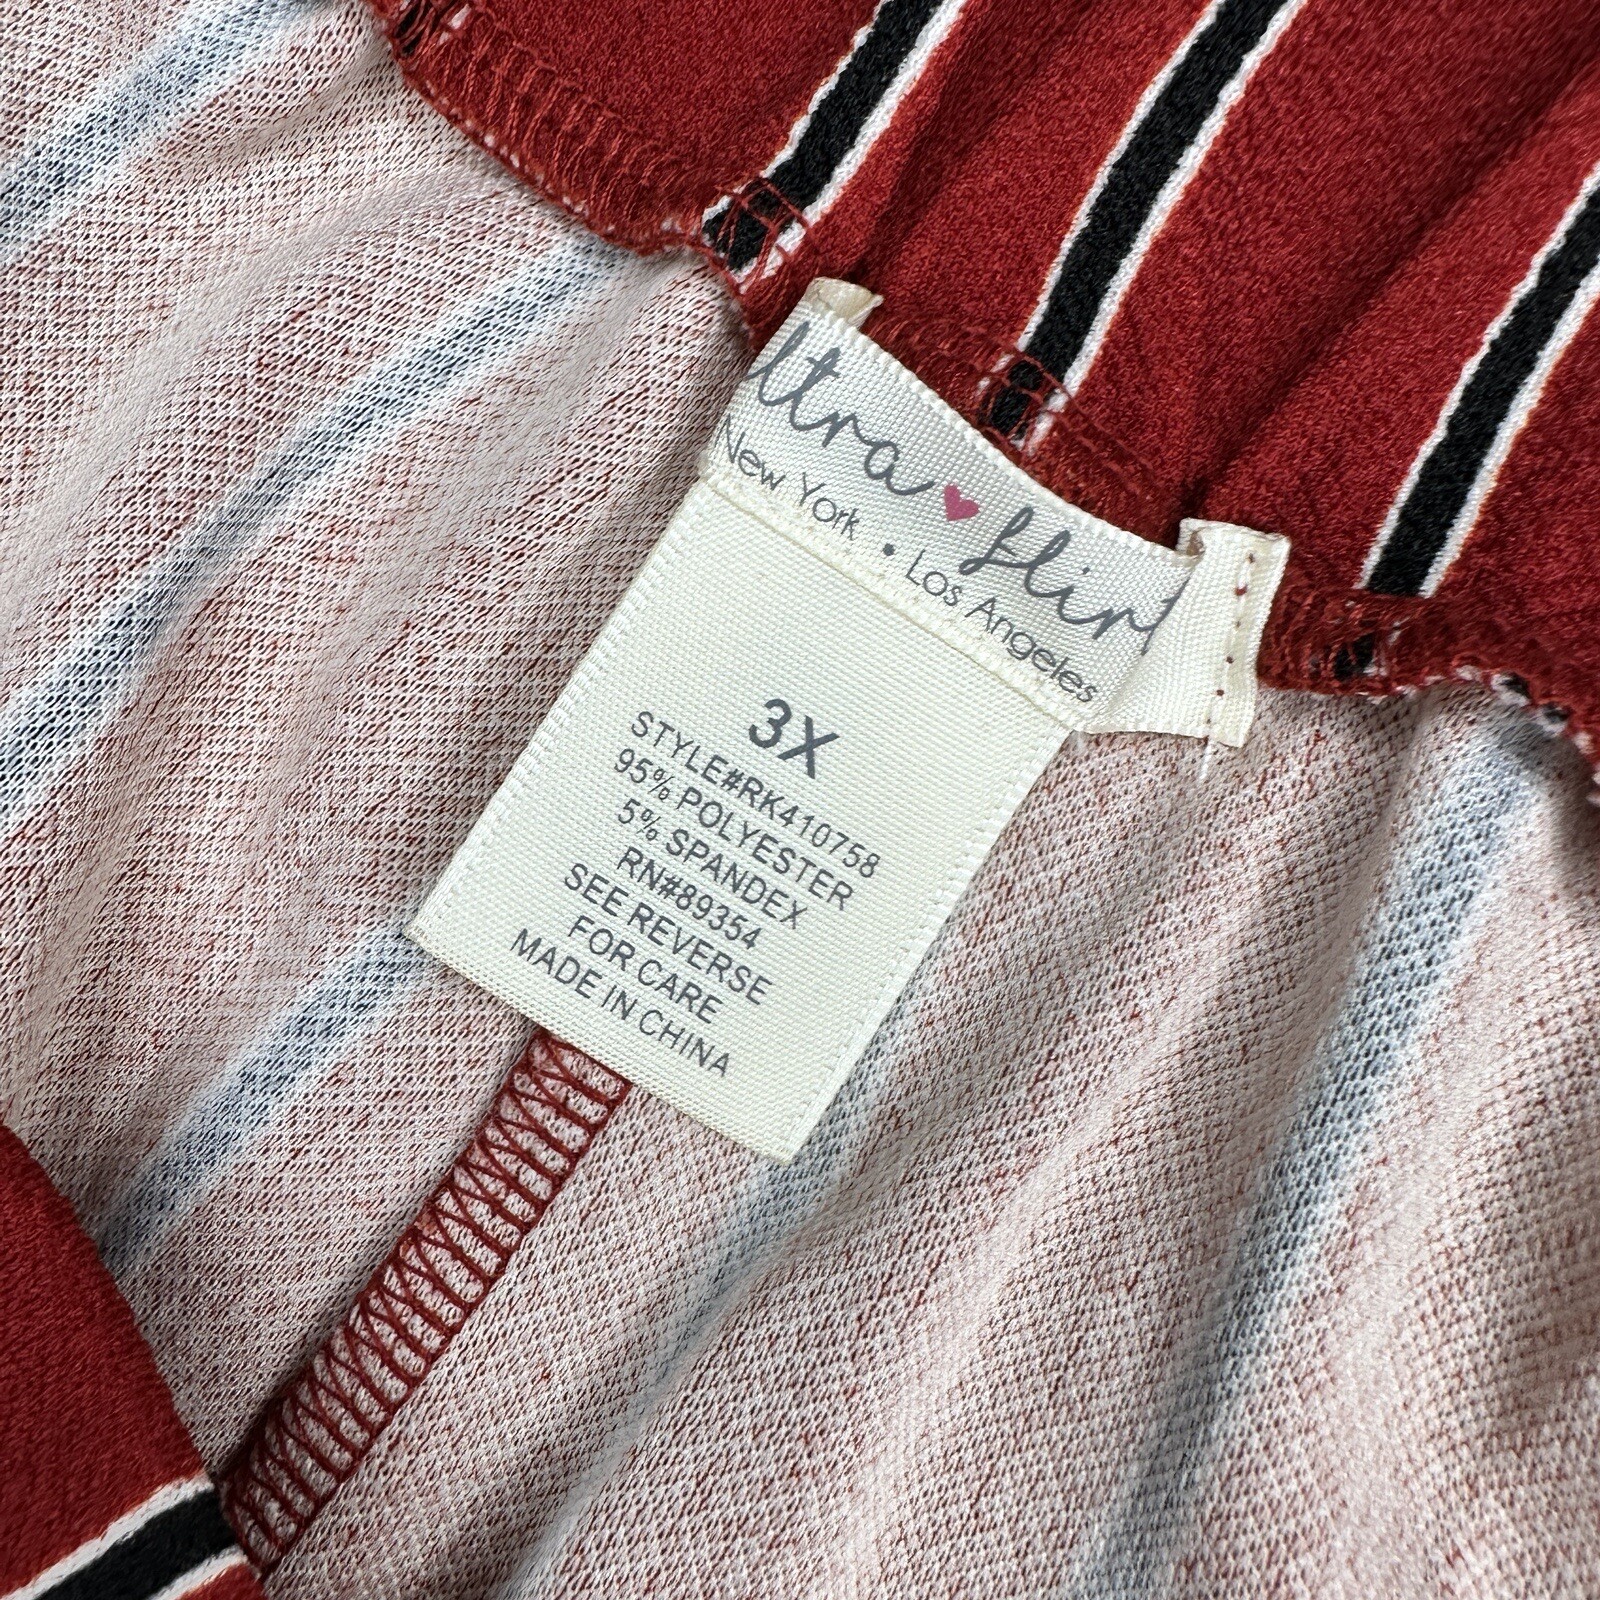 ltra flirt
New York • Los Angeles
3X
STYLE#RK410758
95% POLYESTER
5% SPANDEX
RN#89354
SEE REVERSE
FOR CARE
MADE IN CHINA